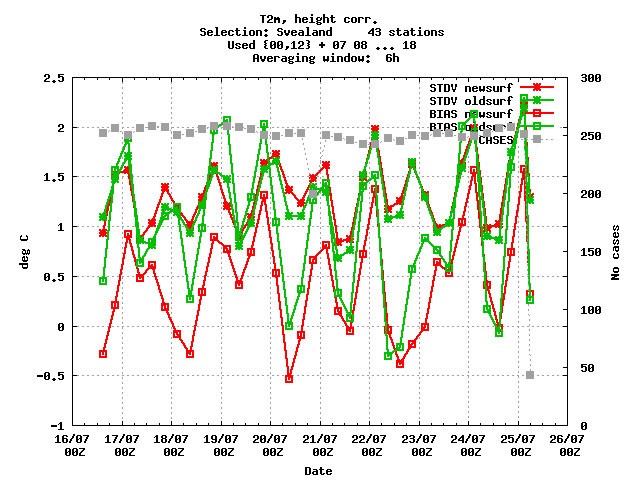 T2m, height corr.
Selection: Svealand     43 stations
Used {00,12} + 07 08 ... 18
Averaging window:  6h
STDV newsurf
STDV oldsurf
BIAS newsurf
BIAS oldsurf
CASES
2.5
2
1.5
1
0.5
0
-0.5
-1
deg C
300
250
200
150
100
50
0
No cases
16/07 17/07 18/07 19/07 20/07 21/07 22/07 23/07 24/07 25/07 26/07
00Z 00Z 00Z 00Z 00Z 00Z 00Z 00Z 00Z 00Z 00Z
Date